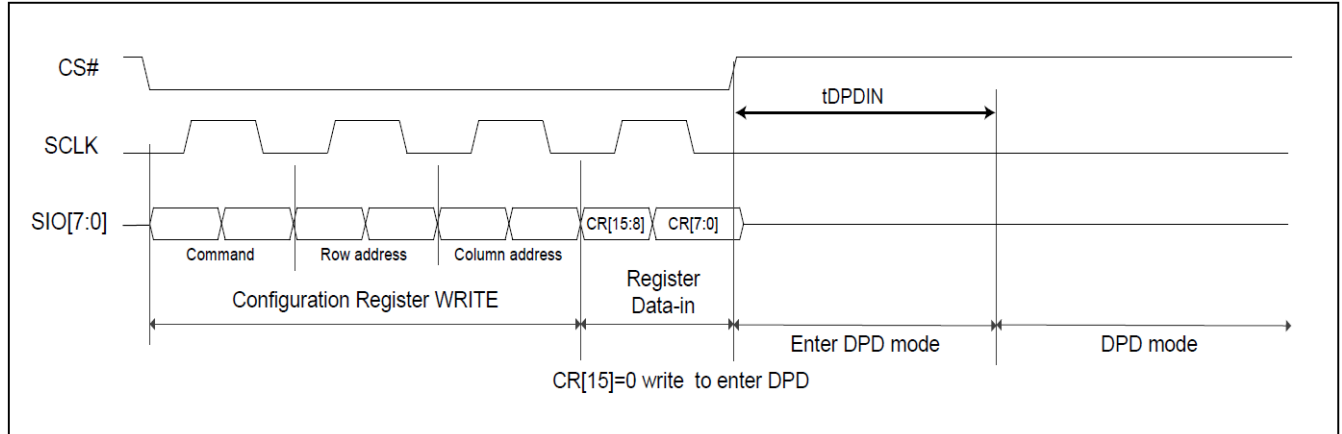 CS#
tDPDIN
SCLK
SIO[7:0]
CR[15:8] CR[7:0]
Command Row address Column address
Configuration Register WRITE
Register
Data-in
Enter DPD mode DPD mode
CR[15]=0 write to enter DPD